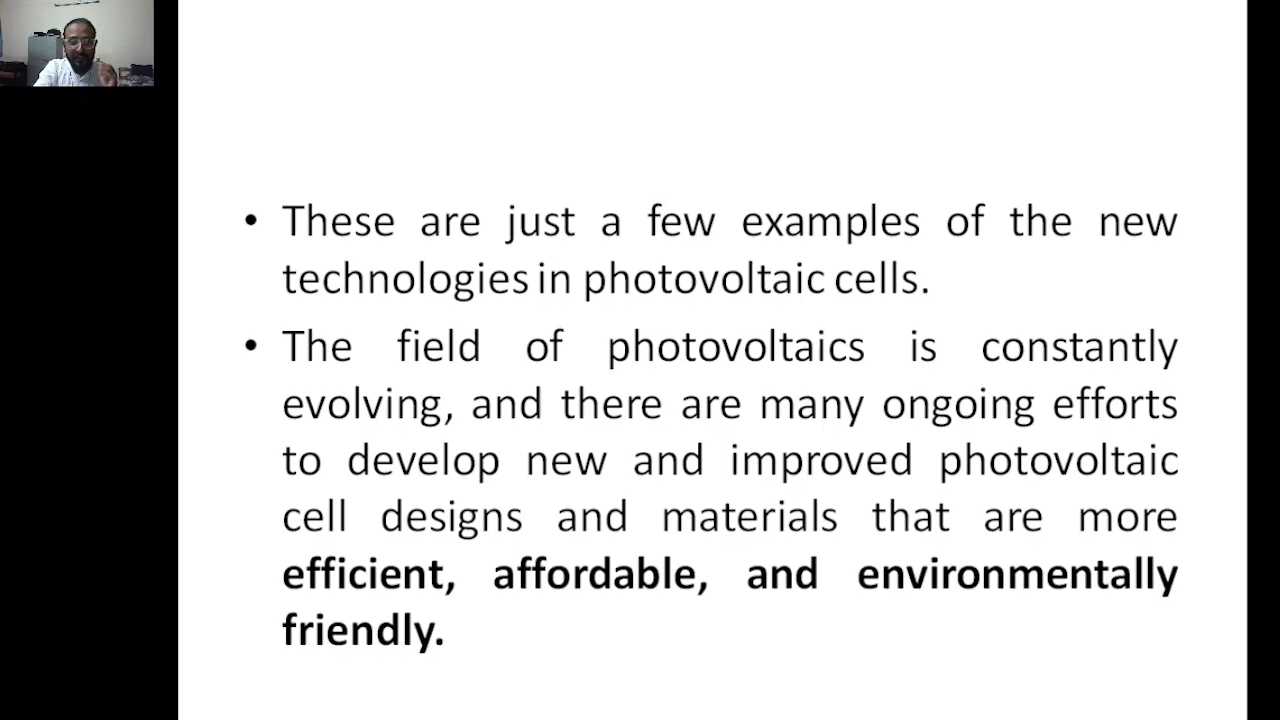 • These are just a few examples of the new
technologies in photovoltaic cells.
• The field of photovoltaics is constantly
evolving, and there are many ongoing efforts
to develop new and improved photovoltaic
cell designs and materials that are more
efficient, affordable, and environmentally
friendly.